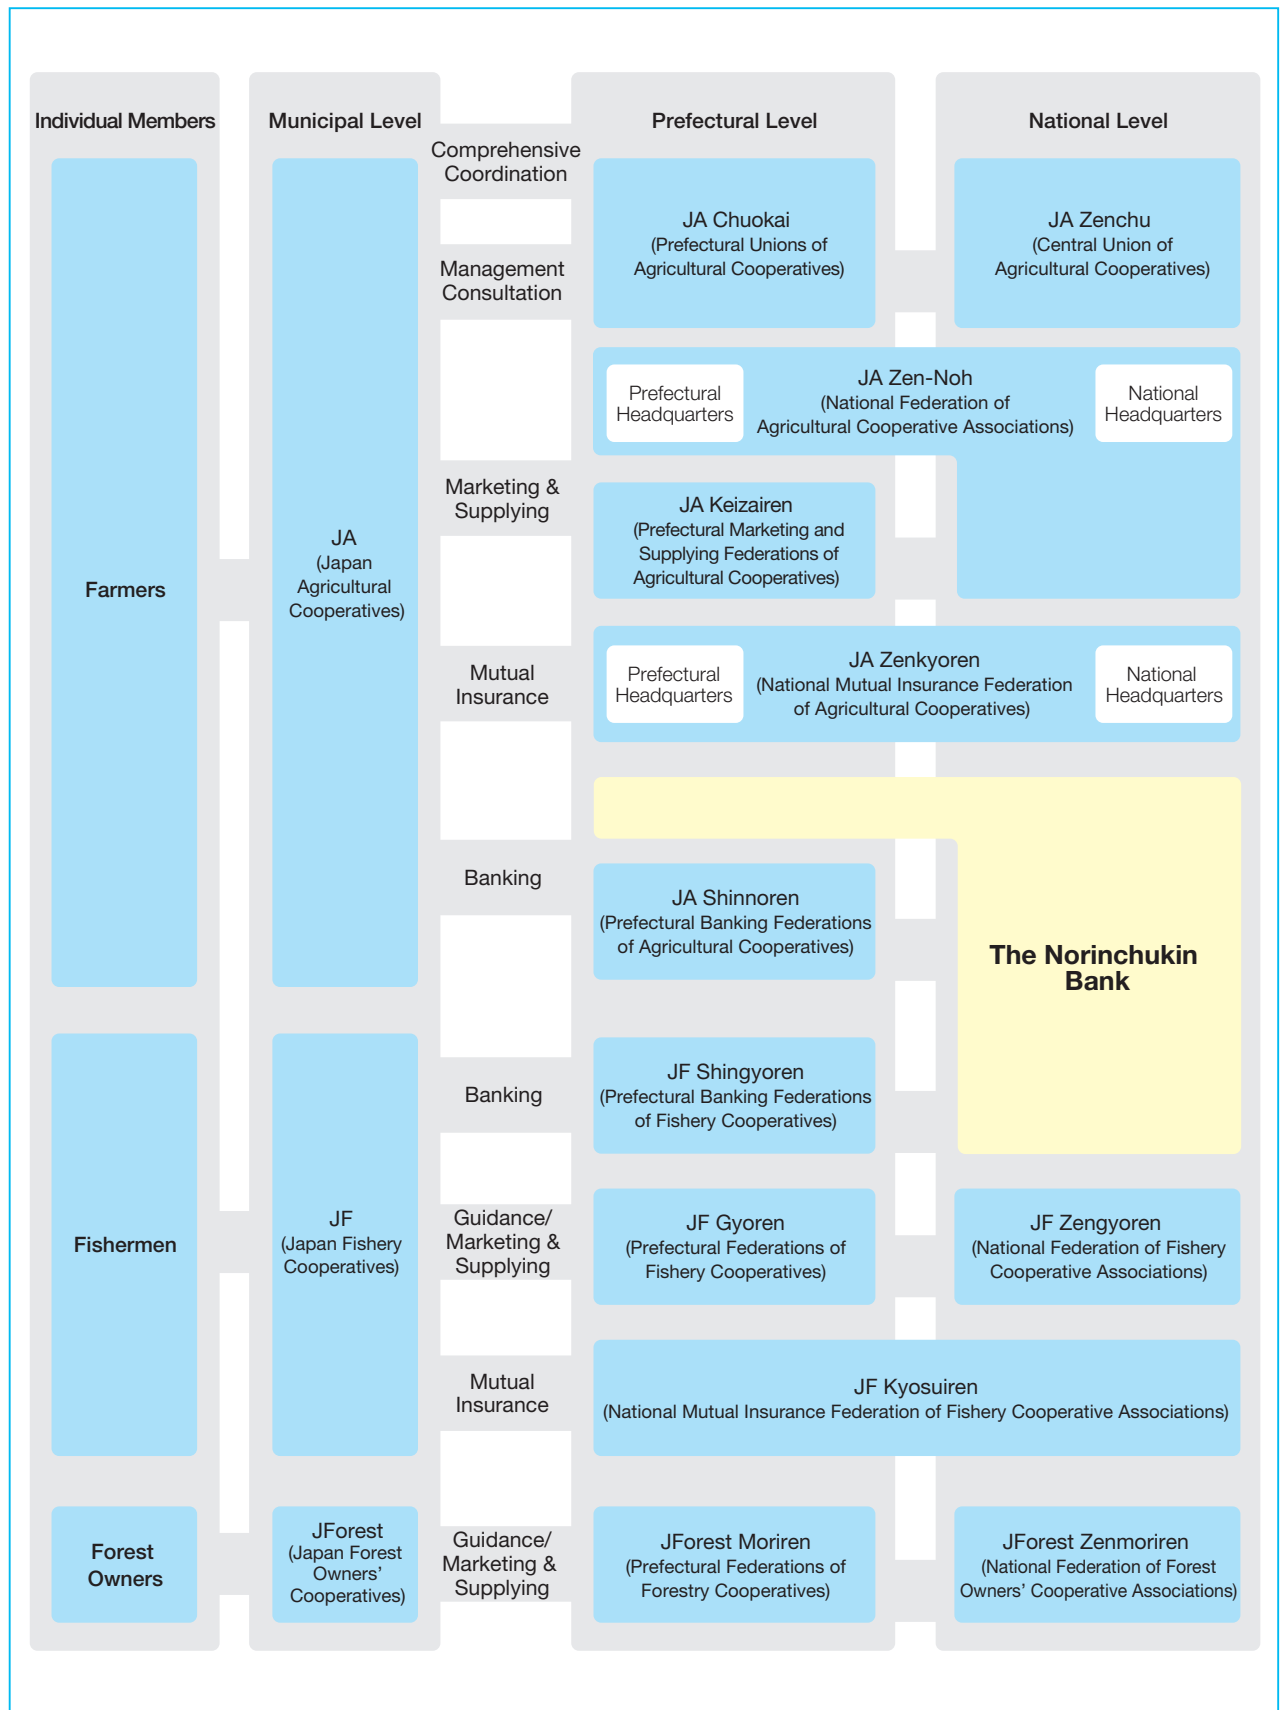 Individual Members
Municipal Level
Prefectural Level
National Level
Comprehensive
Coordination
Management
Consultation
Marketing &
Supplying
Mutual
Insurance
Banking
Farmers
JA
(Japan
Agricultural
Cooperatives)
JA Chuokai
(Prefectural Unions of
Agricultural Cooperatives)
JA Zenchu
(Central Union of
Agricultural Cooperatives)
Prefectural
Headquarters
JA Zen-Noh
(National Federation of
Agricultural Cooperative Associations)
National
Headquarters
JA Keizairen
(Prefectural Marketing and
Supplying Federations of
Agricultural Cooperatives)
Prefectural
Headquarters
JA Zenkyoren
(National Mutual Insurance Federation
of Agricultural Cooperatives)
National
Headquarters
JA Shinnoren
(Prefectural Banking Federations
of Agricultural Cooperatives)
The Norinchukin
Bank
Fishermen
JF
(Japan Fishery
Cooperatives)
Banking
JF Shingyoren
(Prefectural Banking Federations
of Fishery Cooperatives)
Guidance/
Marketing &
Supplying
JF Gyoren
(Prefectural Federations of
Fishery Cooperatives)
JF Zengyoren
(National Federation of Fishery
Cooperative Associations)
Mutual
Insurance
JF Kyosuiren
(National Mutual Insurance Federation of Fishery Cooperative Associations)
Forest
Owners
JForest
(Japan Forest
Owners’
Cooperatives)
Guidance/
Marketing &
Supplying
JForest Moriren
(Prefectural Federations of
Forestry Cooperatives)
JForest Zenmoriren
(National Federation of Forest
Owners’ Cooperative Associations)